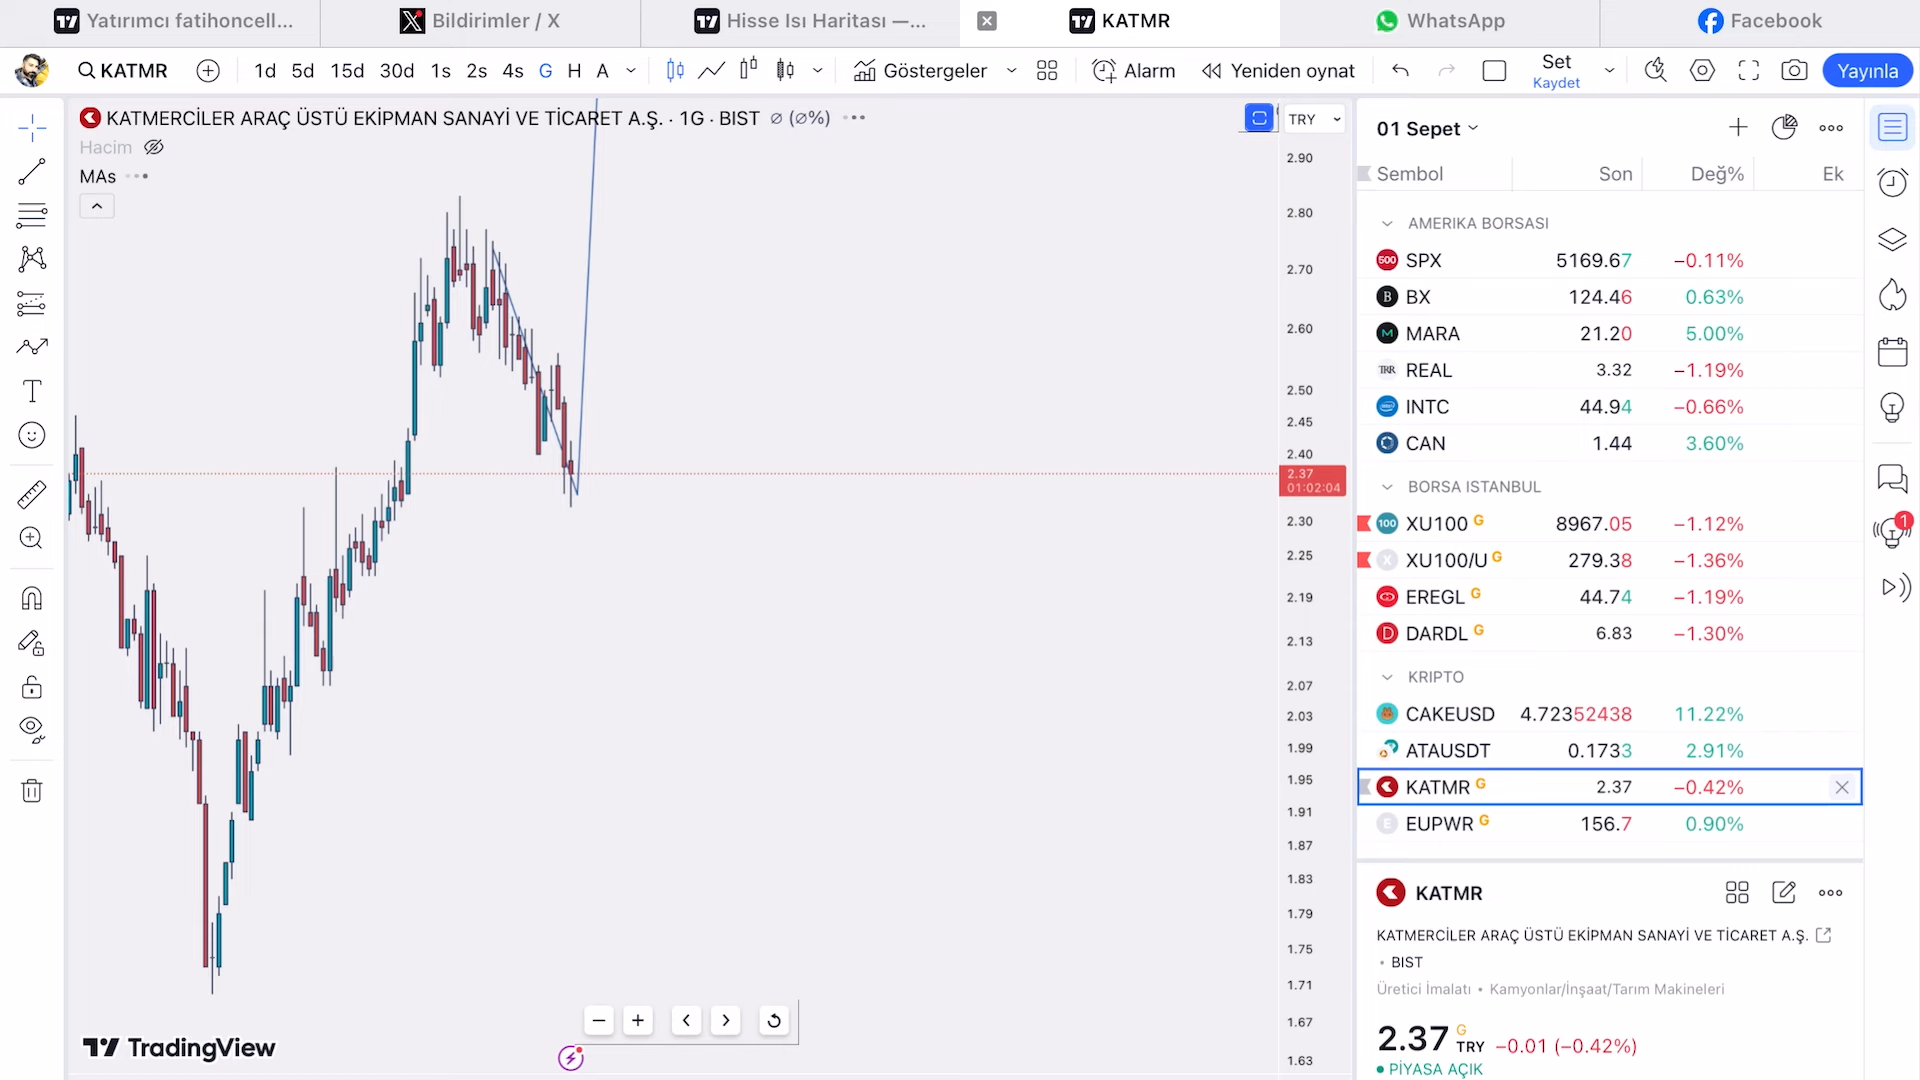 Yatırımcı fatihoncell...
Bildirimler / X
Hisse Isı Haritası —...
KATMR
WhatsApp
Facebook
KATMR
1d 5d 15d 30d 1s 2s 4s G H A
Göstergeler
Alarm
Yeniden oynat
Set
Kaydet
Yayınla
KATMERCİLER ARAÇ ÜSTÜ EKİPMAN SANAYİ VE TİCARET A.Ş. · 1G · BIST ∅ (∅%)
Hacim
MAs
TRY
2.90
2.80
2.70
2.60
2.50
2.45
2.40
2.37
01:02:04
2.30
2.25
2.19
2.13
2.07
2.03
1.99
1.95
1.91
1.87
1.83
1.79
1.75
1.71
1.67
1.63
TradingView
01 Sepet
Sembol Son Değ% Ek
AMERIKA BORSASI
500 SPX 5169.67 −0.11%
B BX 124.46 0.63%
M MARA 21.20 5.00%
TRR REAL 3.32 −1.19%
intel INTC 44.94 −0.66%
CAN 1.44 3.60%
BORSA ISTANBUL
100 XU100 G 8967.05 −1.12%
X XU100/U G 279.38 −1.36%
EREGL G 44.74 −1.19%
D DARDL G 6.83 −1.30%
KRIPTO
CAKEUSD 4.72352438 11.22%
ATAUSDT 0.1733 2.91%
KATMR G 2.37 −0.42%
E EUPWR G 156.7 0.90%
KATMR
KATMERCİLER ARAÇ ÜSTÜ EKİPMAN SANAYİ VE TİCARET A.Ş.
• BIST
Üretici İmalatı • Kamyonlar/İnşaat/Tarım Makineleri
2.37 G TRY −0.01 (−0.42%)
PİYASA AÇIK
1